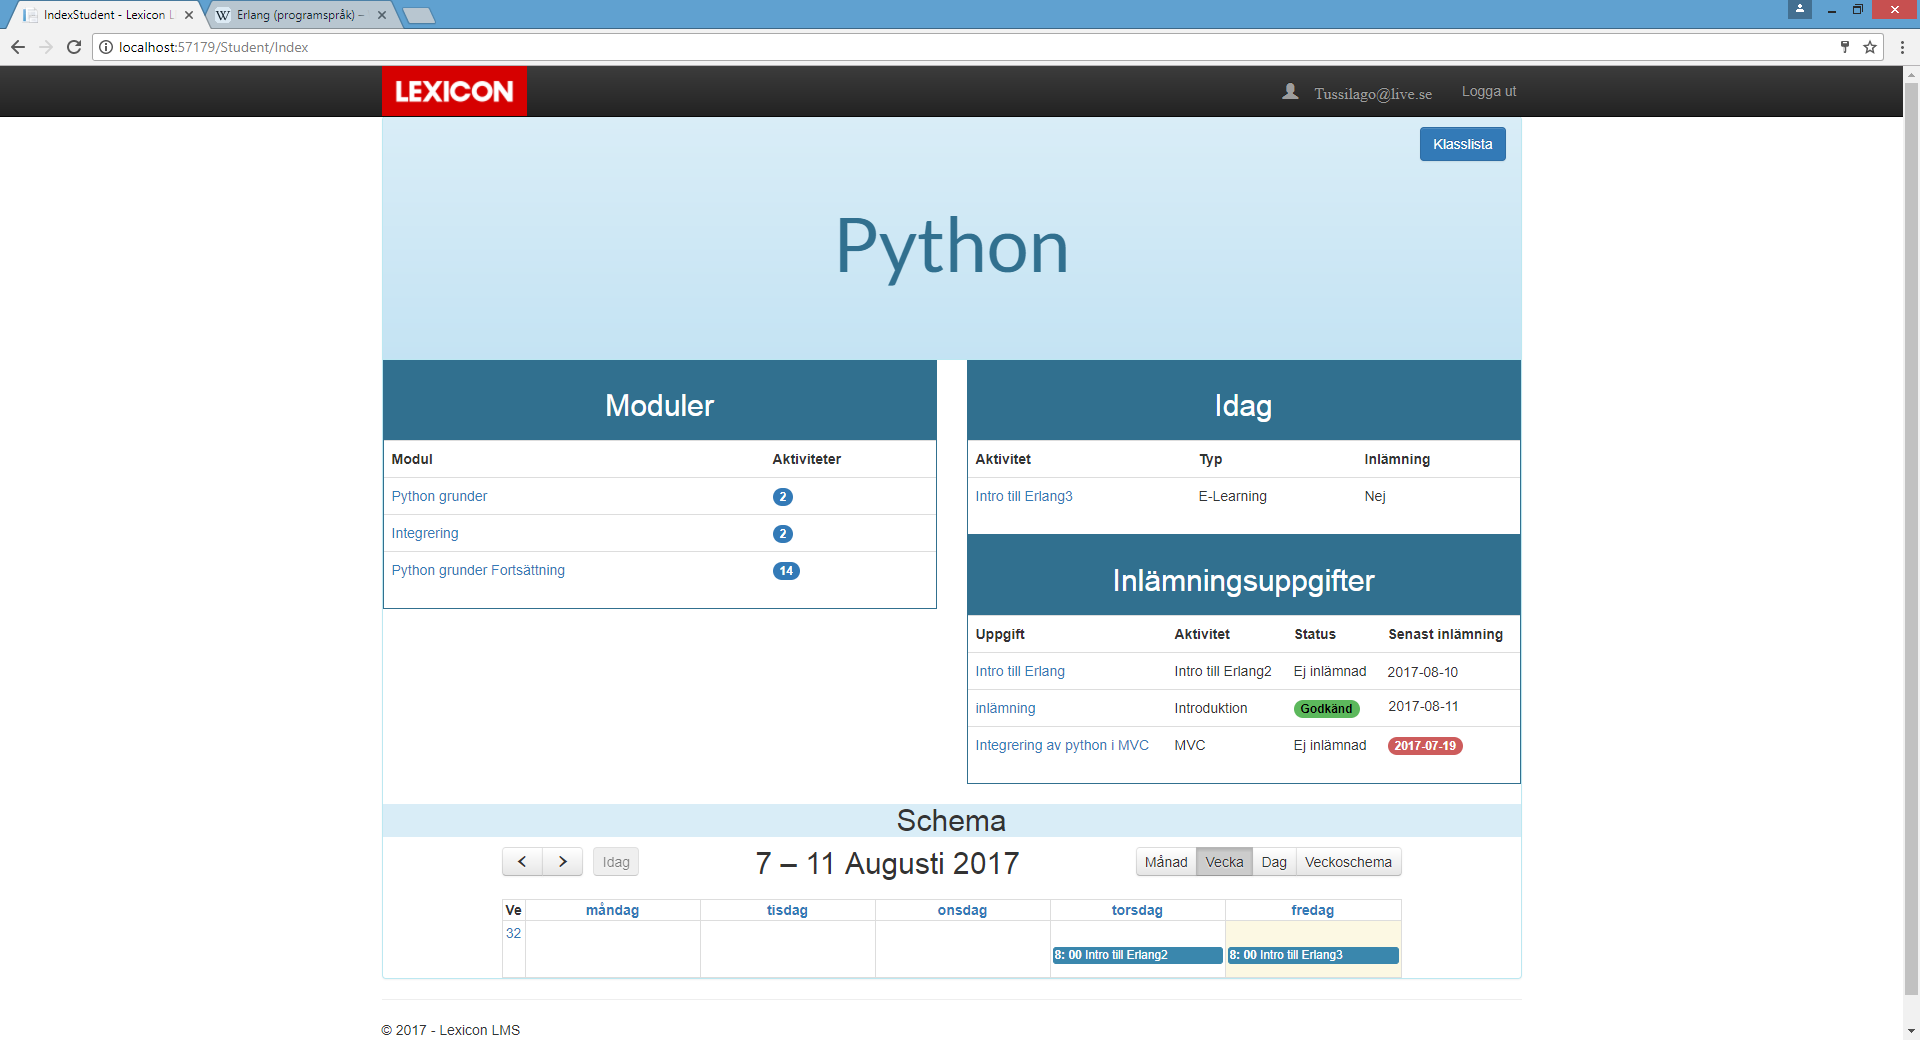 IndexStudent - Lexicon L
Erlang (programspråk) –
localhost:57179/Student/Index
LEXICON
Tussilago@live.se
Logga ut
Klasslista
Python
Moduler
Modul Aktiviteter
Python grunder 2
Integrering 2
Python grunder Fortsättning 14
Idag
Aktivitet Typ Inlämning
Intro till Erlang3 E-Learning Nej
Inlämningsuppgifter
Uppgift Aktivitet Status Senast inlämning
Intro till Erlang Intro till Erlang2 Ej inlämnad 2017-08-10
inlämning Introduktion Godkänd 2017-08-11
Integrering av python i MVC MVC Ej inlämnad 2017-07-19
Schema
Idag
7 – 11 Augusti 2017
Månad Vecka Dag Veckoschema
Ve måndag tisdag onsdag torsdag fredag
32
8: 00 Intro till Erlang2 8: 00 Intro till Erlang3
© 2017 - Lexicon LMS